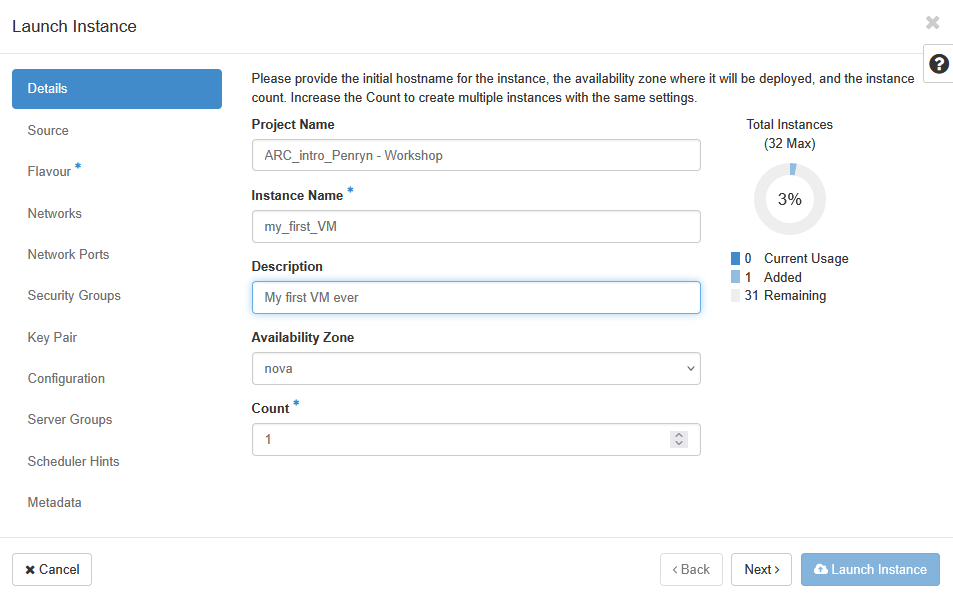 Launch Instance
Details
Source
Flavour *
Networks
Network Ports
Security Groups
Key Pair
Configuration
Server Groups
Scheduler Hints
Metadata
Please provide the initial hostname for the instance, the availability zone where it will be deployed, and the instance
count. Increase the Count to create multiple instances with the same settings.
Project Name
ARC_intro_Penryn - Workshop
Instance Name *
my_first_VM
Description
My first VM ever
Availability Zone
nova
Count *
1
Total Instances
(32 Max)
3%
0 Current Usage
1 Added
31 Remaining
Cancel
< Back
Next >
Launch Instance